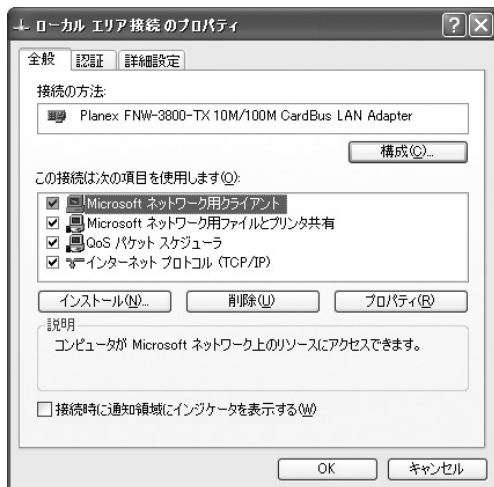 ローカル エリア接続のプロパティ
全般 認証 詳細設定
接続の方法:
Planex FNW-3800-TX 10M/100M CardBus LAN Adapter
構成(C)...
この接続は次の項目を使用します(O):
Microsoft ネットワーク用クライアント
Microsoft ネットワーク用ファイルとプリンタ共有
QoS パケット スケジューラ
インターネット プロトコル (TCP/IP)
インストール(N)... 削除(U) プロパティ(R)
説明
コンピュータが Microsoft ネットワーク上のリソースにアクセスできます。
接続時に通知領域にインジケータを表示する(W)
OK キャンセル